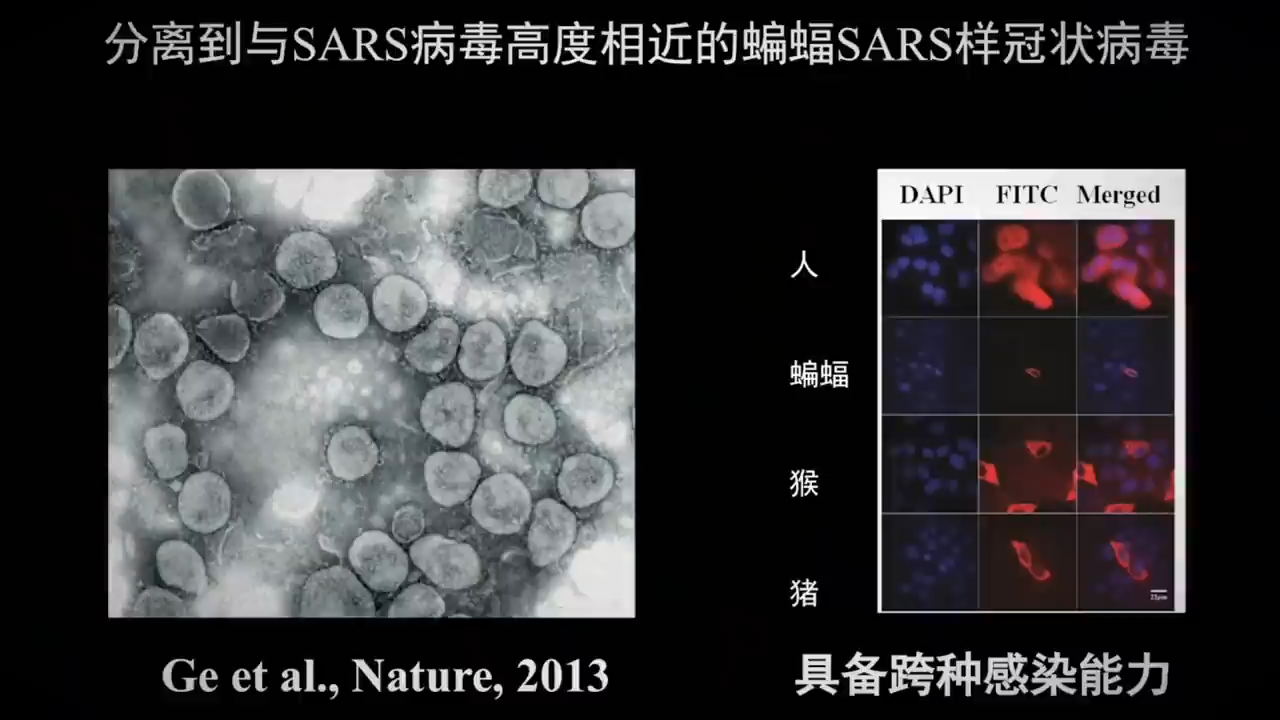 分离到与SARS病毒高度相近的蝙蝠SARS样冠状病毒
DAPI FITC Merged
人
蝙蝠
猴
猪
Ge et al., Nature, 2013
具备跨种感染能力